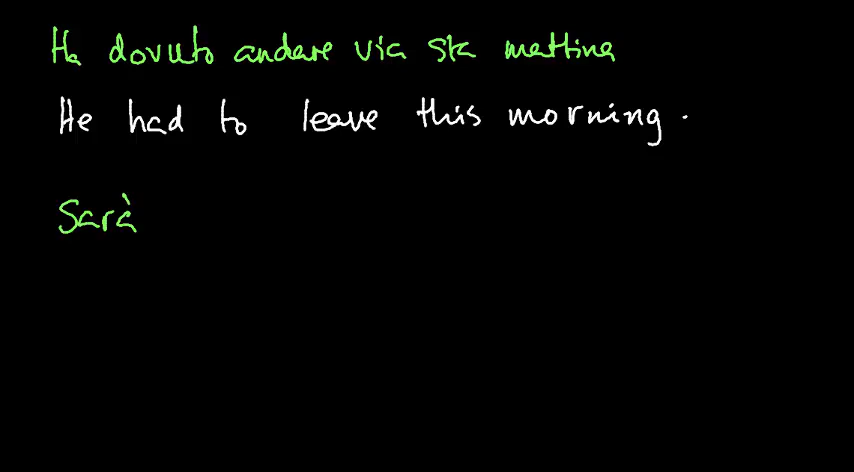 Ha dovuto andare via sta mattina
He had to leave this morning.
Sarà